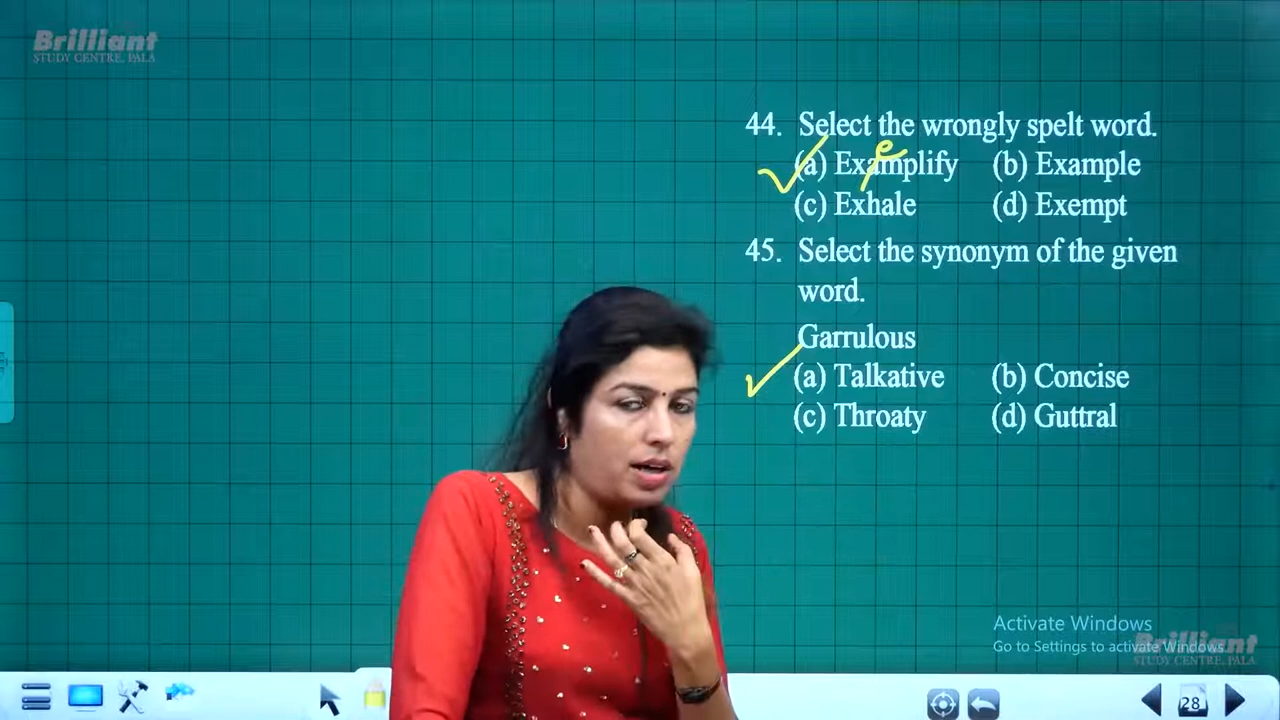 Brilliant
STUDY CENTRE, PALA
44. Select the wrongly spelt word.
e
(a) Examplify (b) Example
(c) Exhale (d) Exempt
45. Select the synonym of the given
word.
Garrulous
(a) Talkative (b) Concise
(c) Throaty (d) Guttral
Activate Windows
Go to Settings to activate Windows.
Brilliant
STUDY CENTRE, PALA
28